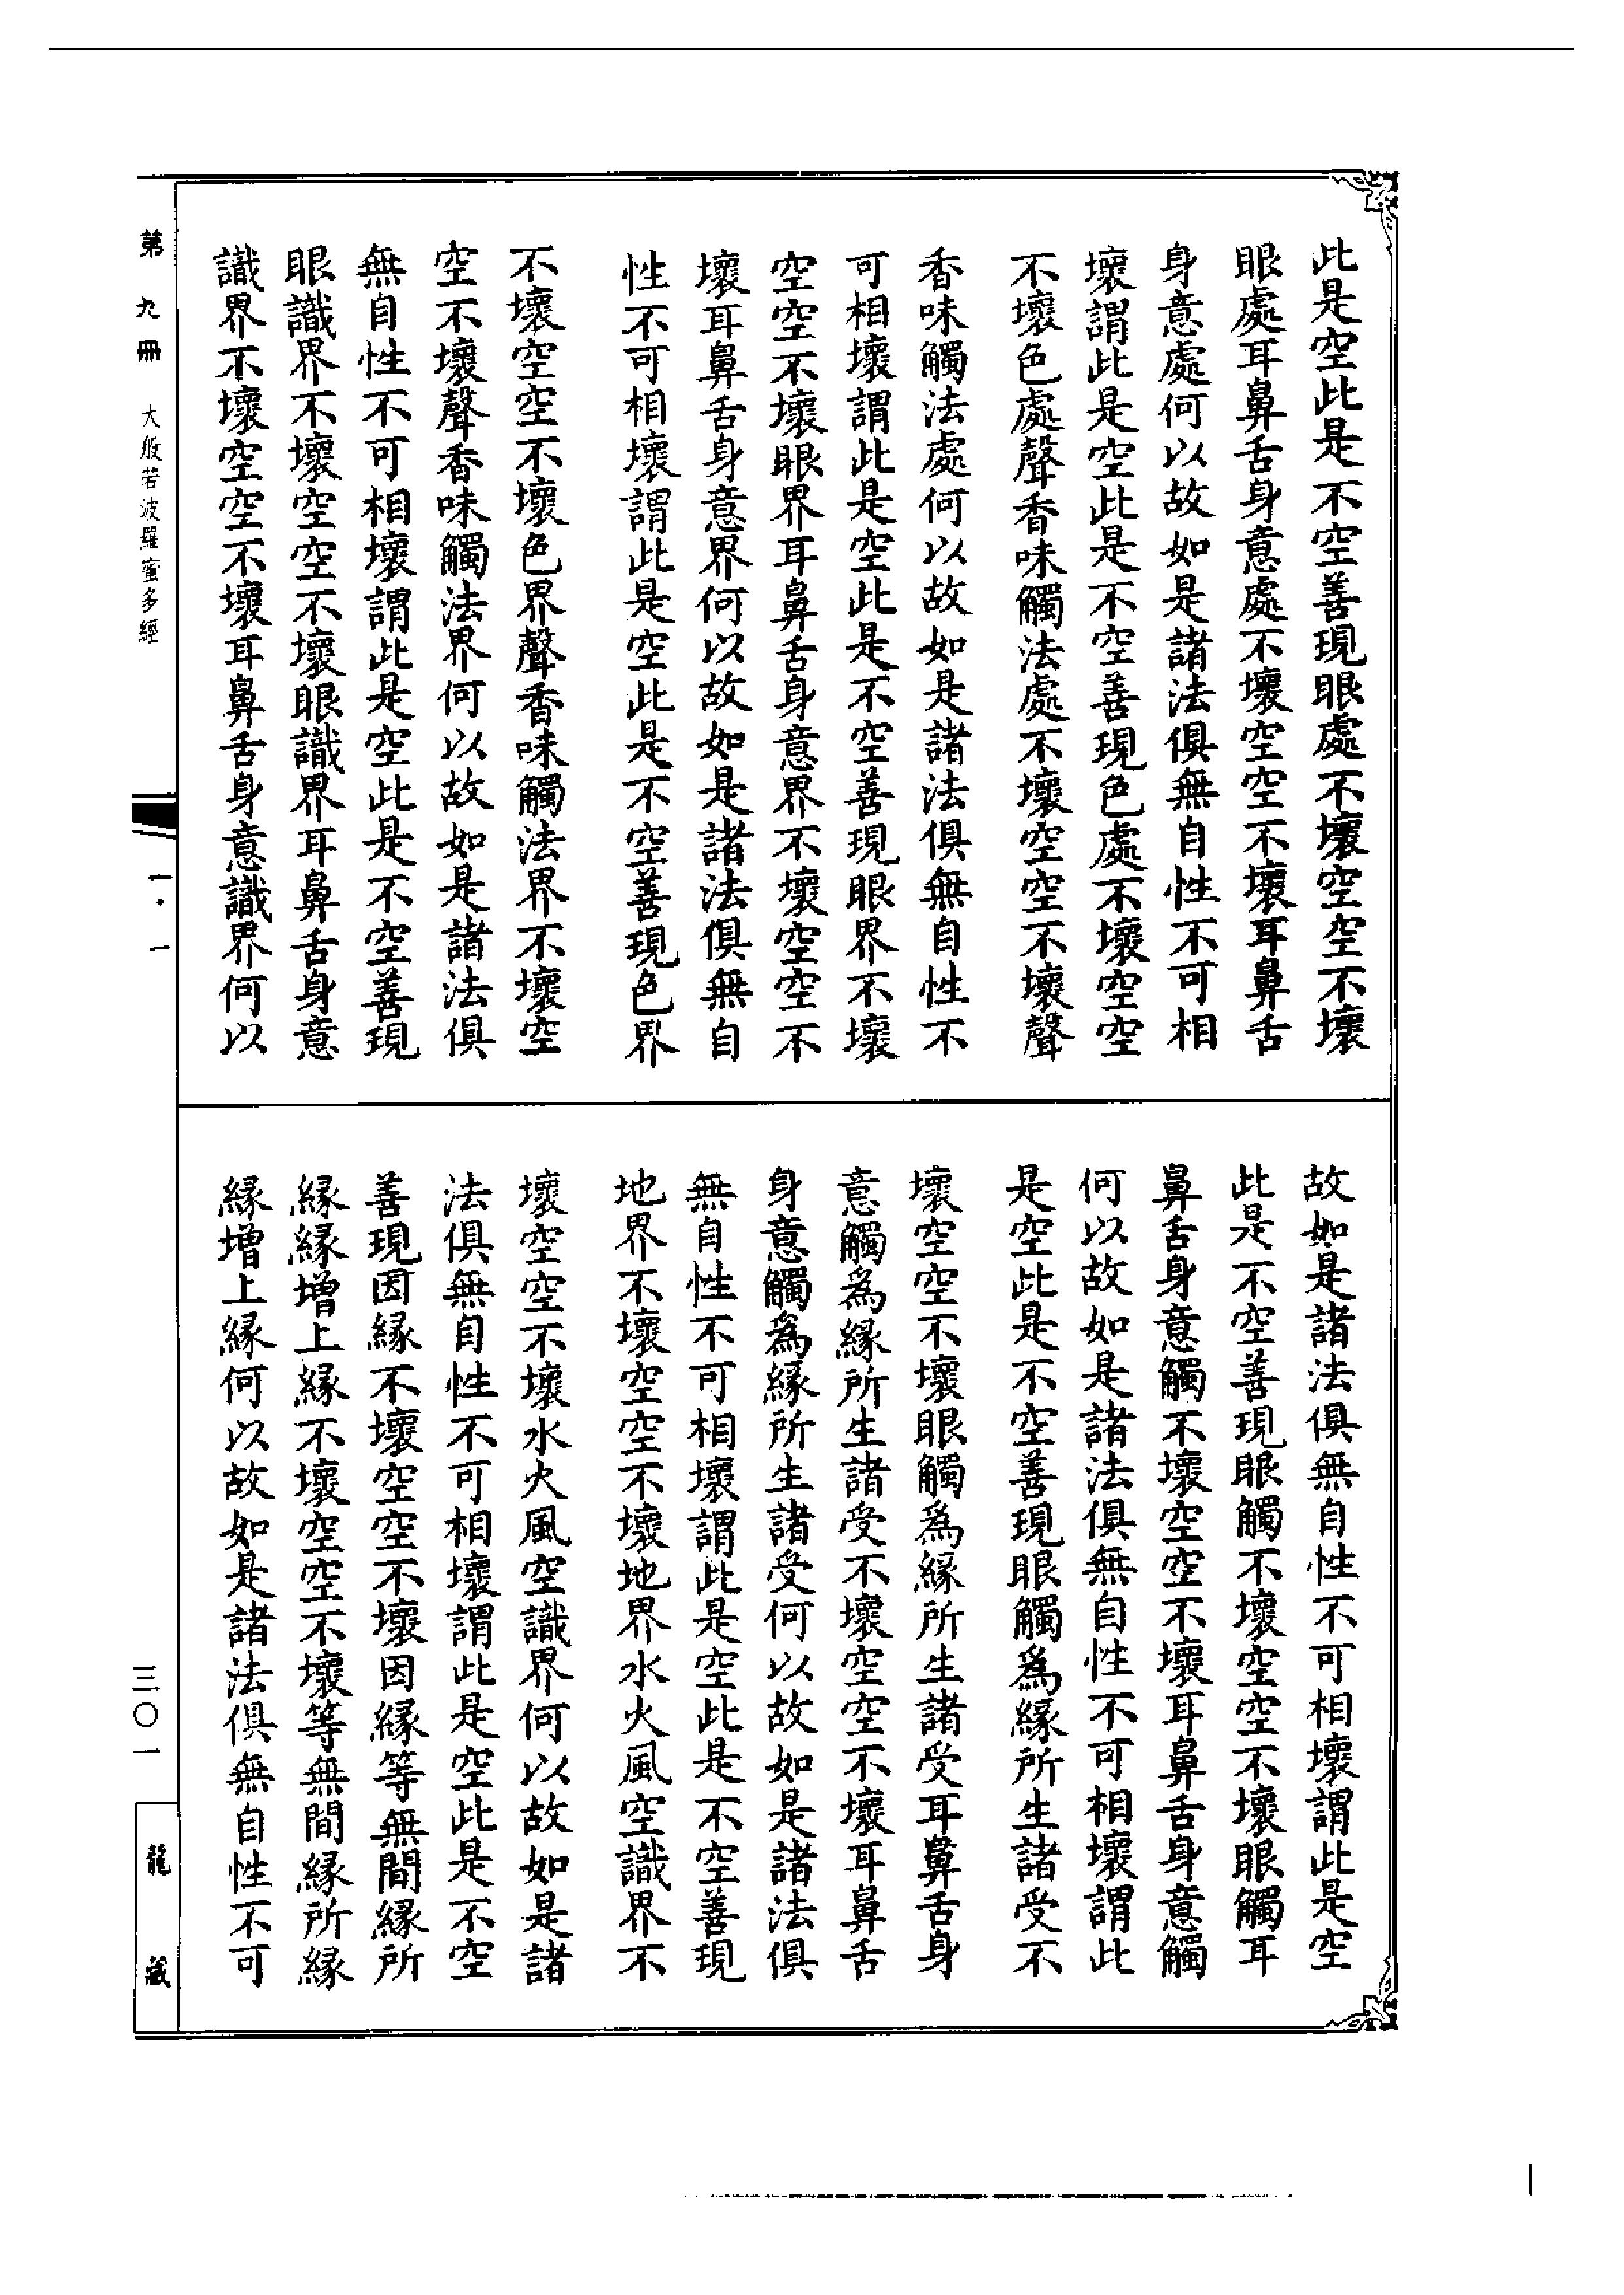 此是空此是不空善現眼處不壞空空不壞
眼處耳鼻舌身意處不壞空空不壞耳鼻舌
身意處何以故如是諸法俱無自性不可相
壞謂此是空此是不空善現色處不壞空空
不壞色處聲香味觸法處不壞空空不壞聲
香味觸法處何以故如是諸法俱無自性不
可相壞謂此是空此是不空善現眼界不壞
空空不壞眼界耳鼻舌身意界不壞空空不
壞耳鼻舌身意界何以故如是諸法俱無自
性不可相壞謂此是空此是不空善現色界
不壞空空不壞色界聲香味觸法界不壞空
空不壞聲香味觸法界何以故如是諸法俱
無自性不可相壞謂此是空此是不空善現
眼識界不壞空空不壞眼識界耳鼻舌身意
識界不壞空空不壞耳鼻舌身意識界何以
故如是諸法俱無自性不可相壞謂此是空
此是不空善現眼觸不壞空空不壞眼觸耳
鼻舌身意觸不壞空空不壞耳鼻舌身意觸
何以故如是諸法俱無自性不可相壞謂此
是空此是不空善現眼觸為緣所生諸受不
壞空空不壞眼觸為緣所生諸受耳鼻舌身
意觸為緣所生諸受不壞空空不壞耳鼻舌
身意觸為緣所生諸受何以故如是諸法俱
無自性不可相壞謂此是空此是不空善現
地界不壞空空不壞地界水火風空識界不
壞空空不壞水火風空識界何以故如是諸
法俱無自性不可相壞謂此是空此是不空
善現因緣不壞空空不壞因緣等無間緣所
緣緣增上緣不壞空空不壞等無間緣所緣
緣增上緣何以故如是諸法俱無自性不可
第九冊 大般若波羅蜜多經
一·一
三〇一
龍藏